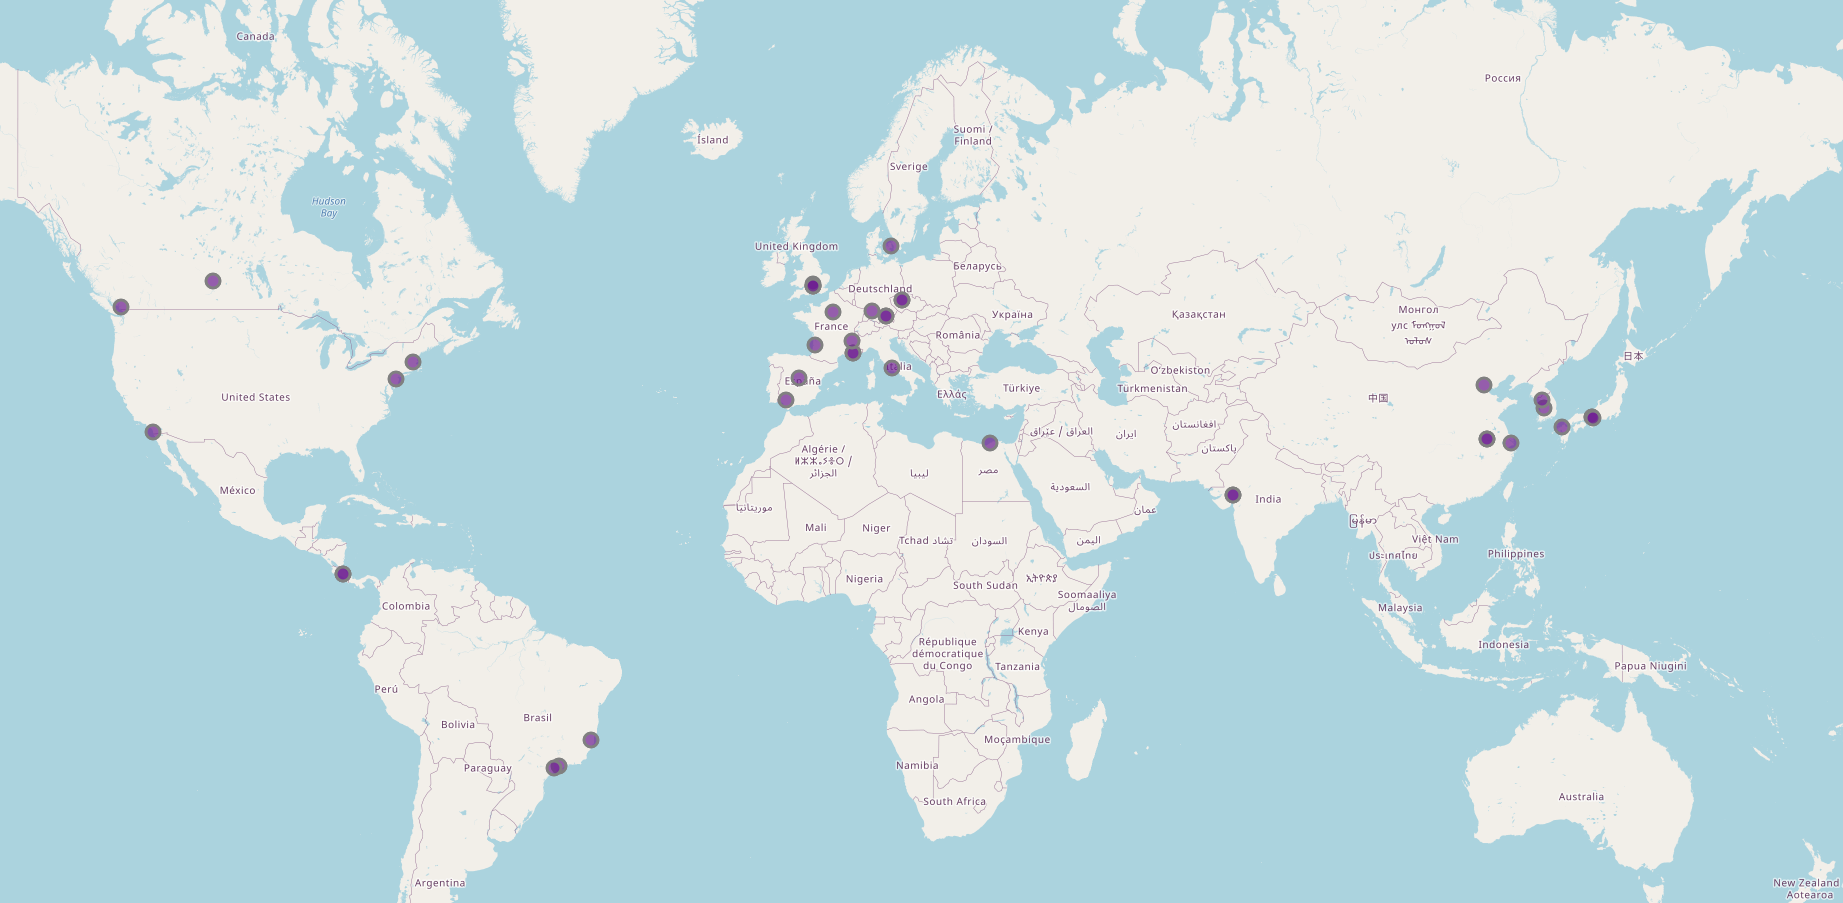 Canada
Россия
Ísland
Suomi /
Finland
Sverige
Hudson
Bay
United Kingdom
Беларусь
Deutschland
Україна
Қазақстан
Монгол
улс
France
România
日本
Italia
O'zbekiston
España
Türkiye
Türkmenistan
Ελλάς
United States
中国
افغانستان
العراق / عێراق
ایران
پاکستان
Algérie /
ⵍⵣⵣⴰⵢⴻⵔ /
الجزائر
ليبيا
مصر
السعودية
México
India
موريتانيا
عمان
Mali
Niger
Tchad تشاد
السودان
اليمن
မြန်မာ
Việt Nam
ประเทศไทย
Philippines
Nigeria
South Sudan
ኢትዮጵያ
Soomaaliya
الصومال
Colombia
Malaysia
Kenya
République
démocratique
du Congo
Indonesia
Tanzania
Papua Niugini
Perú
Angola
Brasil
Bolivia
Moçambique
Paraguay
Namibia
South Africa
Australia
Argentina
New Zealand
Aotearoa